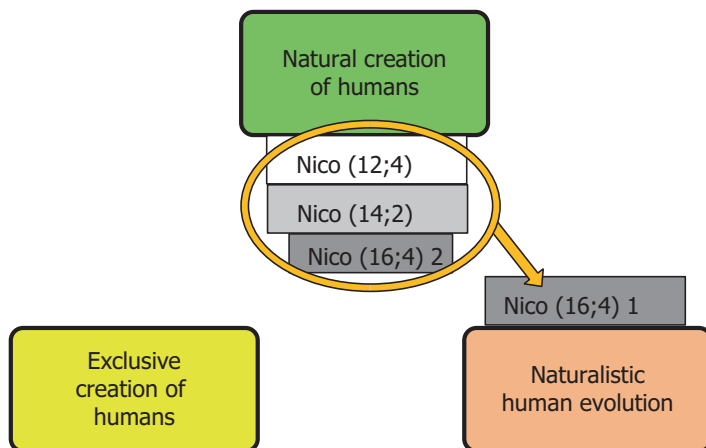 Natural creation
of humans
Nico (12;4)
Nico (14;2)
Nico (16;4) 2
Nico (16;4) 1
Exclusive
creation of
humans
Naturalistic
human evolution